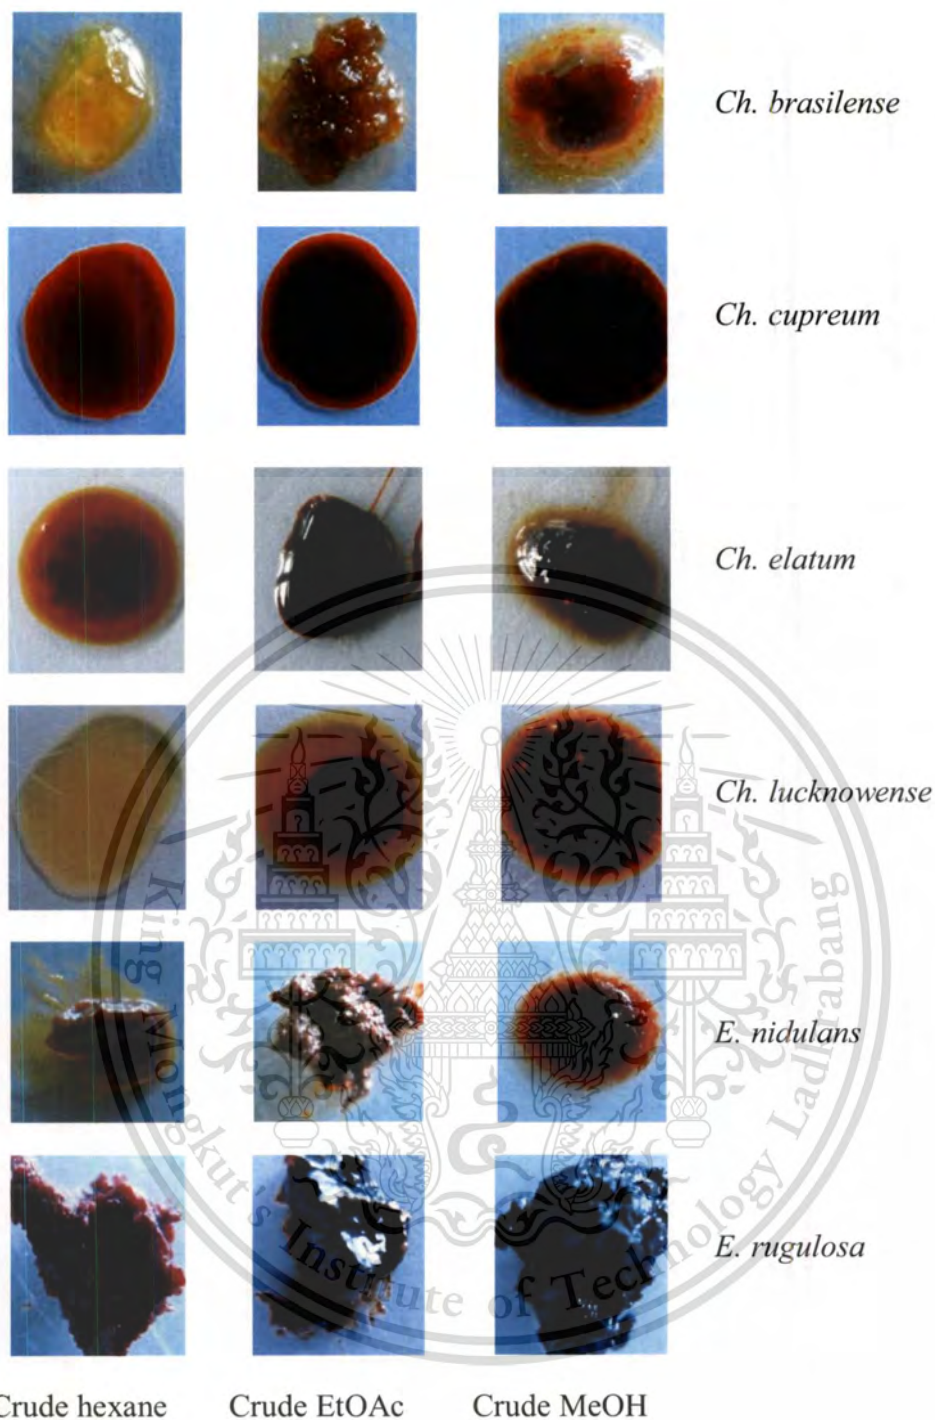 Ch. brasilense
Ch. cupreum
Ch. elatum
Ch. lucknowense
E. nidulans
E. rugulosa
Crude hexane Crude EtOAc Crude MeOH
King Mongkut's Institute of Technology Ladkrabang